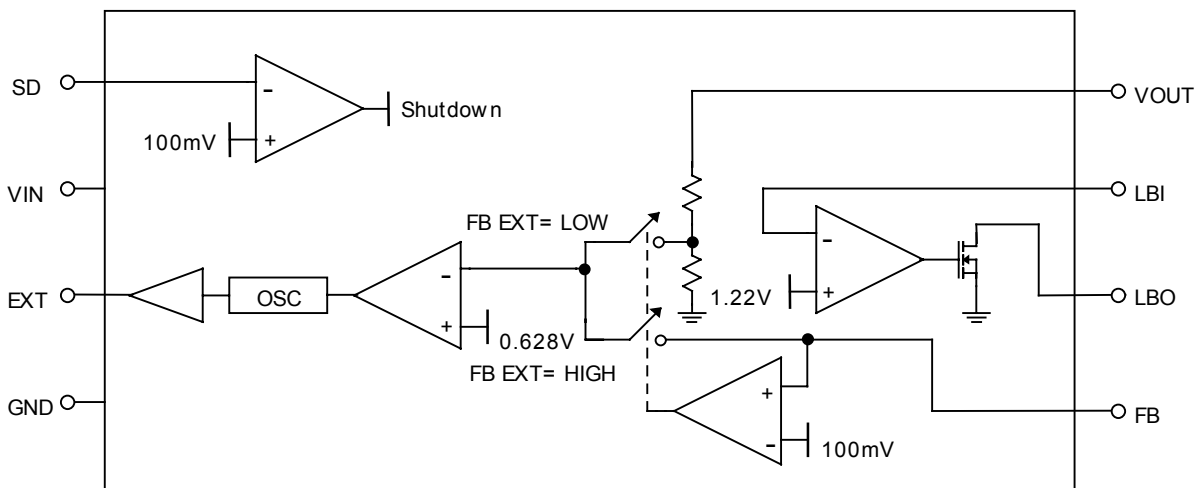 SD
-
100mV
+
Shutdown
VOUT
VIN
LBI
FB EXT= LOW
-
-
1.22V
+
EXT
OSC
+
0.628V
LBO
FB EXT= HIGH
+
GND
FB
-
100mV